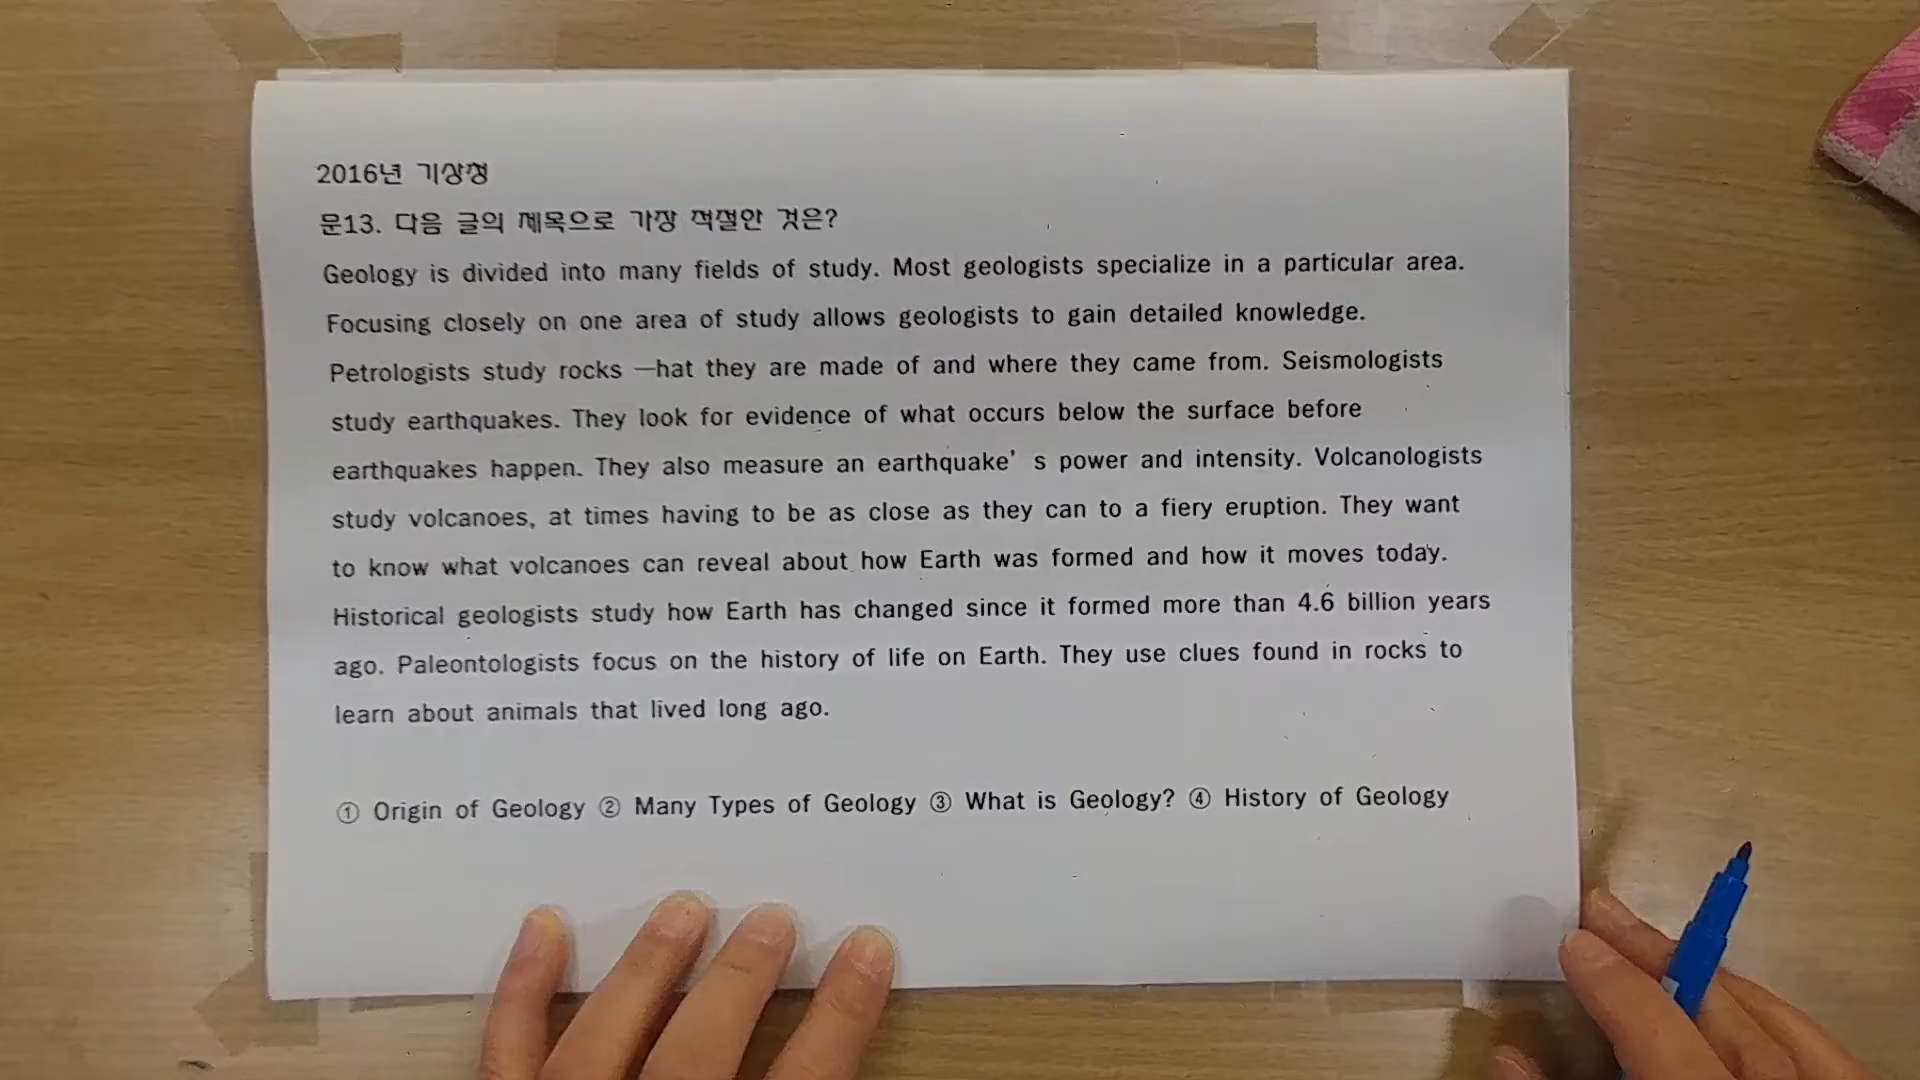 2016년 기상청
문13. 다음 글의 제목으로 가장 적절한 것은?
Geology is divided into many fields of study. Most geologists specialize in a particular area.
Focusing closely on one area of study allows geologists to gain detailed knowledge.
Petrologists study rocks —hat they are made of and where they came from. Seismologists
study earthquakes. They look for evidence of what occurs below the surface before
earthquakes happen. They also measure an earthquake' s power and intensity. Volcanologists
study volcanoes, at times having to be as close as they can to a fiery eruption. They want
to know what volcanoes can reveal about how Earth was formed and how it moves today.
Historical geologists study how Earth has changed since it formed more than 4.6 billion years
ago. Paleontologists focus on the history of life on Earth. They use clues found in rocks to
learn about animals that lived long ago.
① Origin of Geology ② Many Types of Geology ③ What is Geology? ④ History of Geology